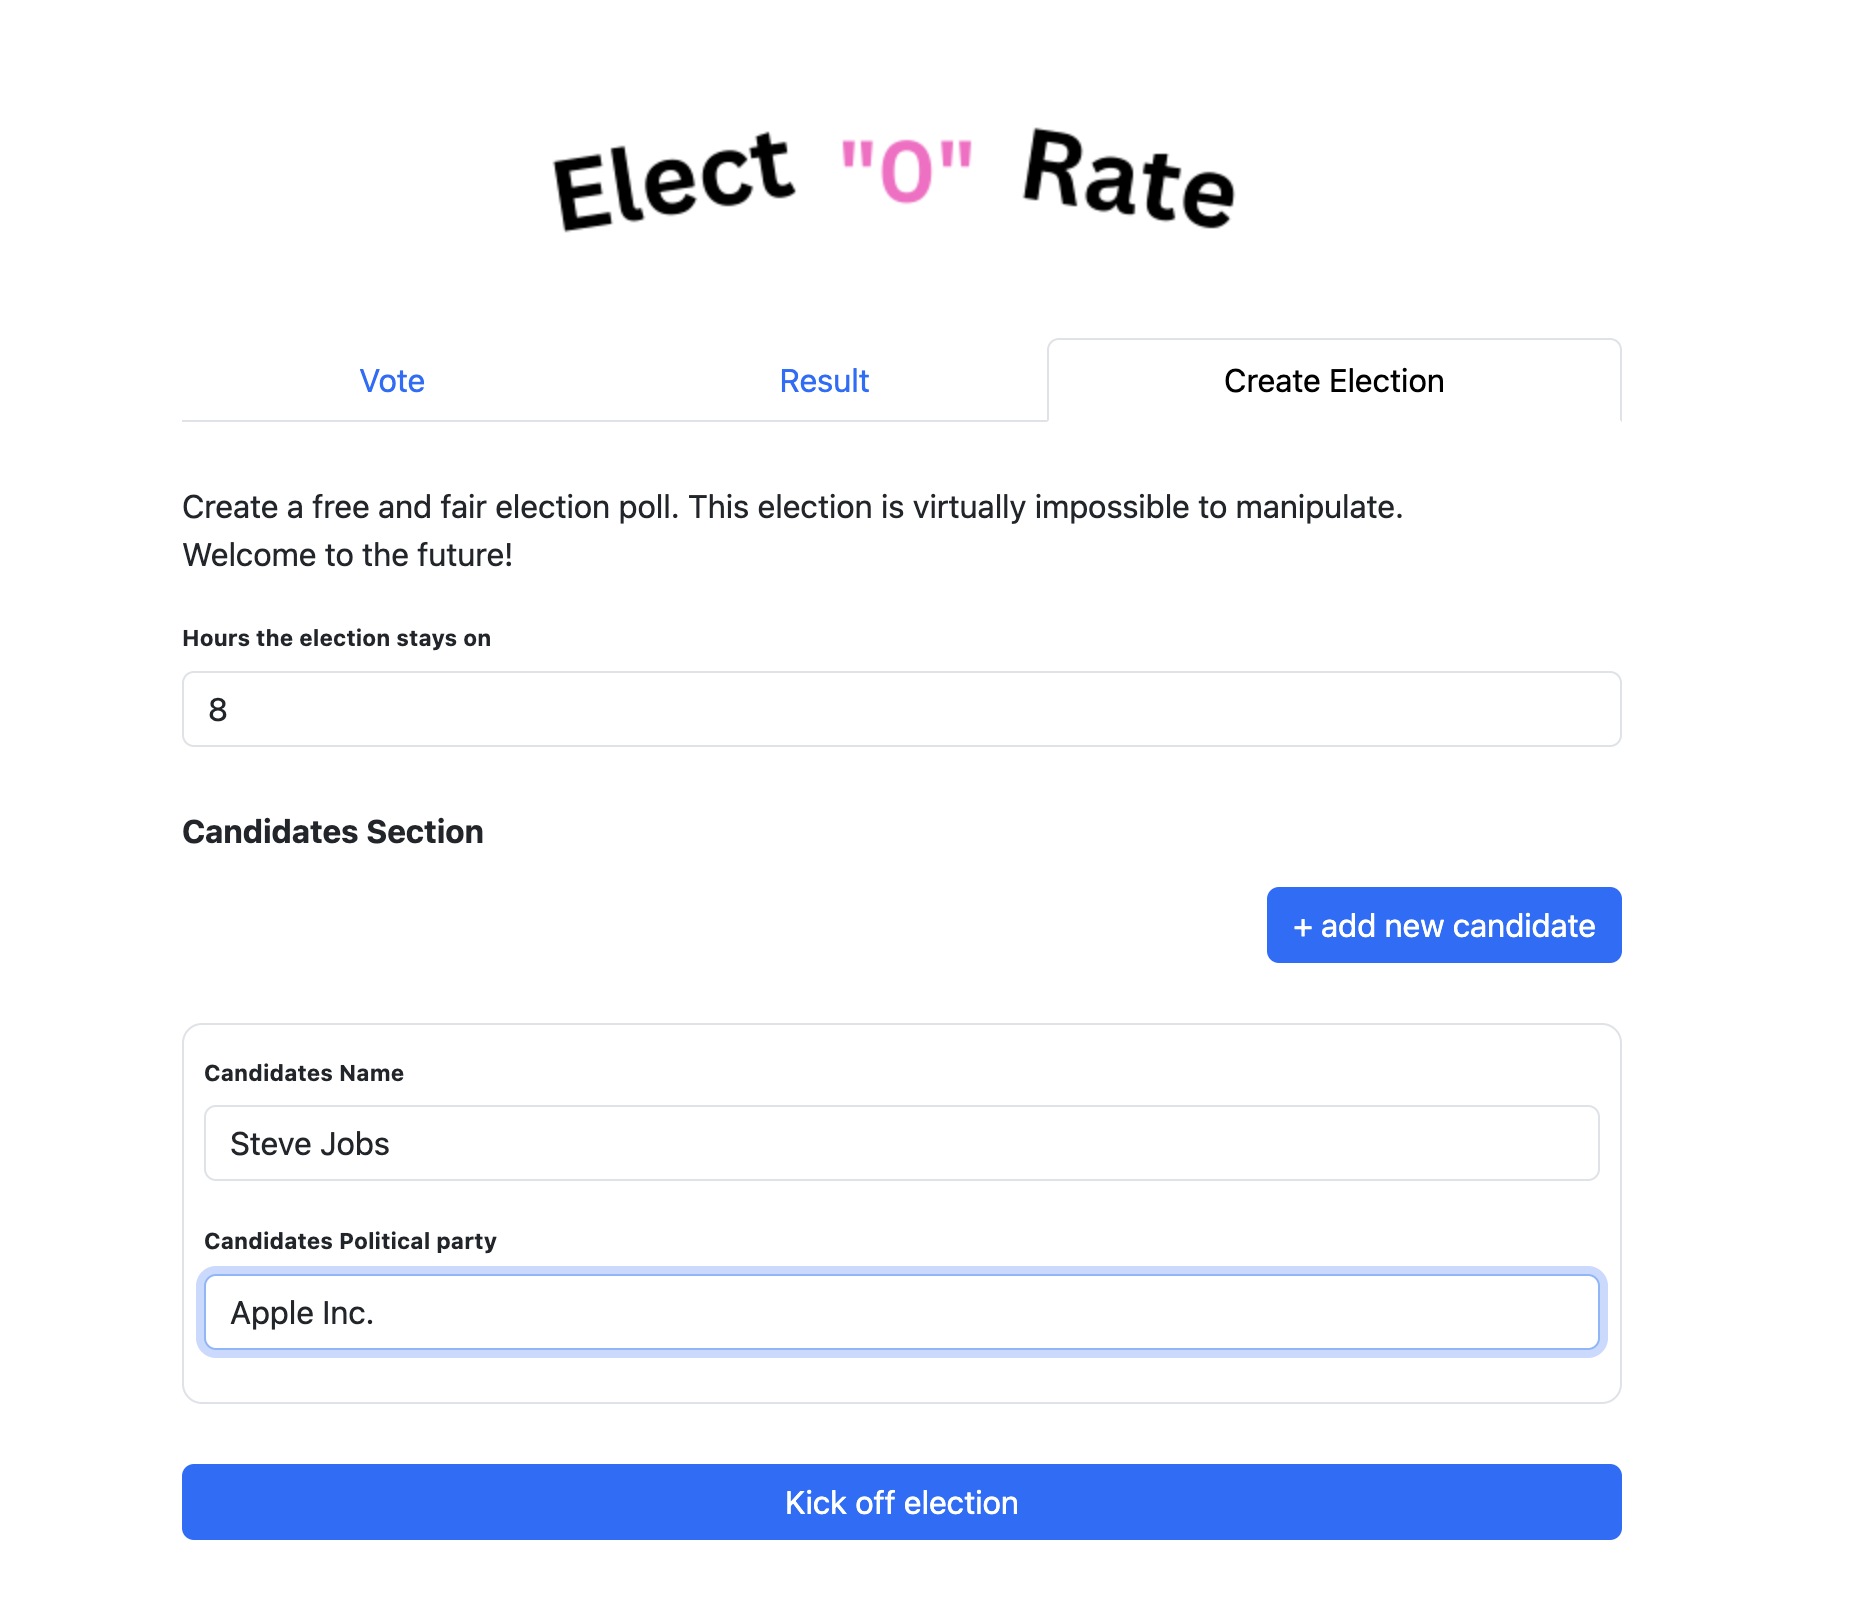 Elect "O" Rate
Vote Result Create Election
Create a free and fair election poll. This election is virtually impossible to manipulate.
Welcome to the future!
Hours the election stays on
8
Candidates Section
+ add new candidate
Candidates Name
Steve Jobs
Candidates Political party
Apple Inc.
Kick off election